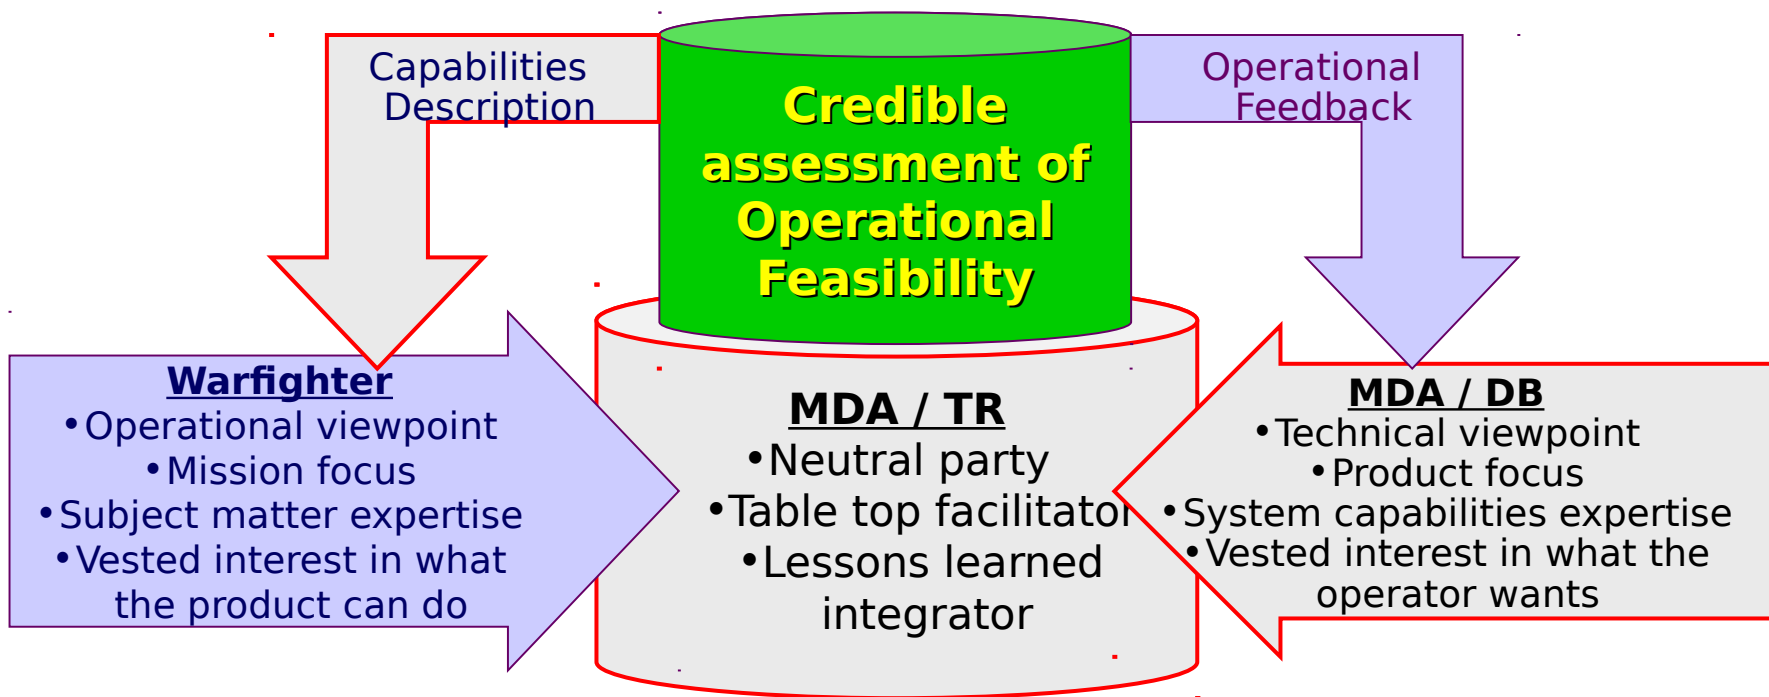 Capabilities
Description
Credible
assessment of
Operational
Feasibility
Operational
Feedback
Warfighter
•Operational viewpoint
•Mission focus
•Subject matter expertise
•Vested interest in what
the product can do
MDA / TR
•Neutral party
•Table top facilitator
•Lessons learned
integrator
MDA / DB
•Technical viewpoint
•Product focus
•System capabilities expertise
•Vested interest in what the
operator wants